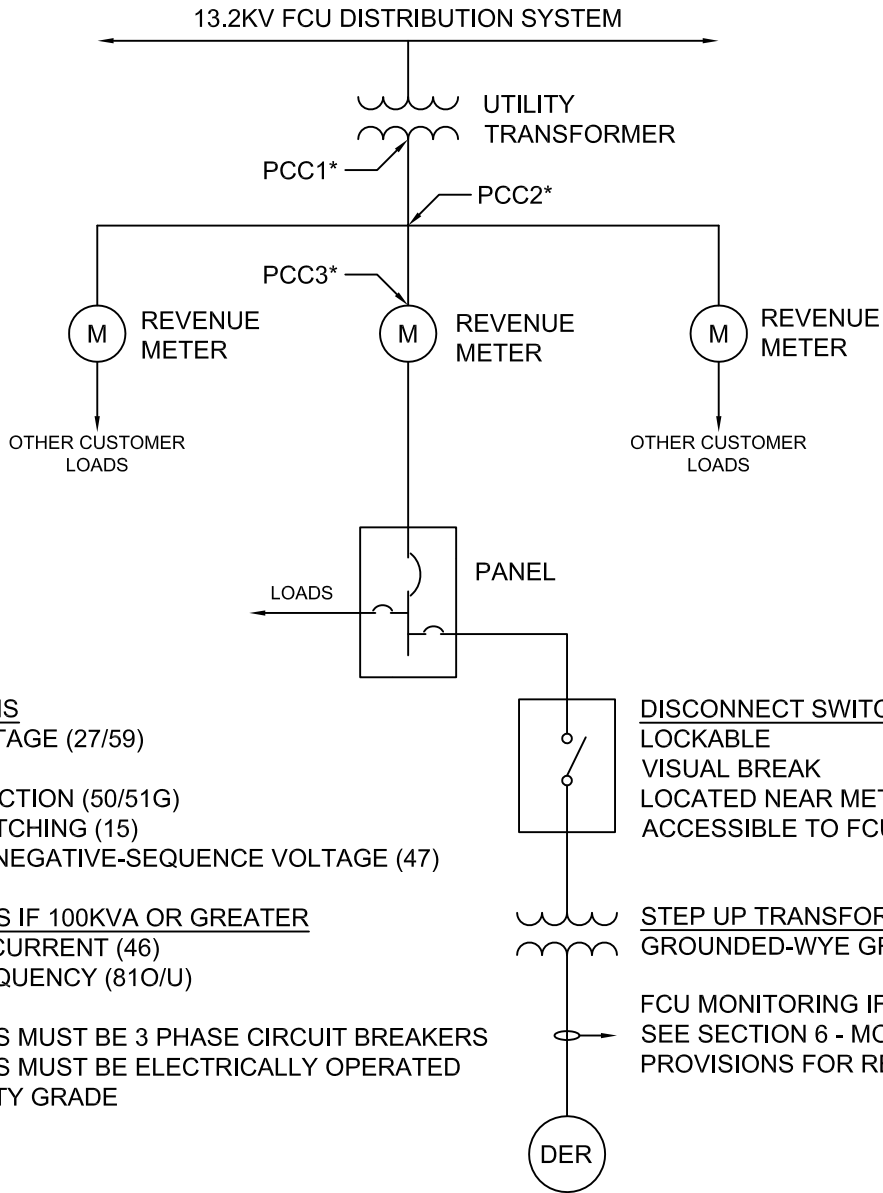 13.2KV FCU DISTRIBUTION SYSTEM
UTILITY
TRANSFORMER
PCC1*
PCC2*
PCC3*
M
REVENUE
METER
M
REVENUE
METER
M
REVENUE
METER
OTHER CUSTOMER
LOADS
OTHER CUSTOMER
LOADS
PANEL
LOADS
TAGE (27/59)
CTION (50/51G)
TCHING (15)
NEGATIVE-SEQUENCE VOLTAGE (47)
S IF 100KVA OR GREATER
CURRENT (46)
QUENCY (81O/U)
S MUST BE 3 PHASE CIRCUIT BREAKERS
S MUST BE ELECTRICALLY OPERATED
TY GRADE
DISCONNECT SWITC
LOCKABLE
VISUAL BREAK
LOCATED NEAR MET
ACCESSIBLE TO FCU
STEP UP TRANSFOR
GROUNDED-WYE GR
FCU MONITORING IF
SEE SECTION 6 - MO
PROVISIONS FOR RE
DER